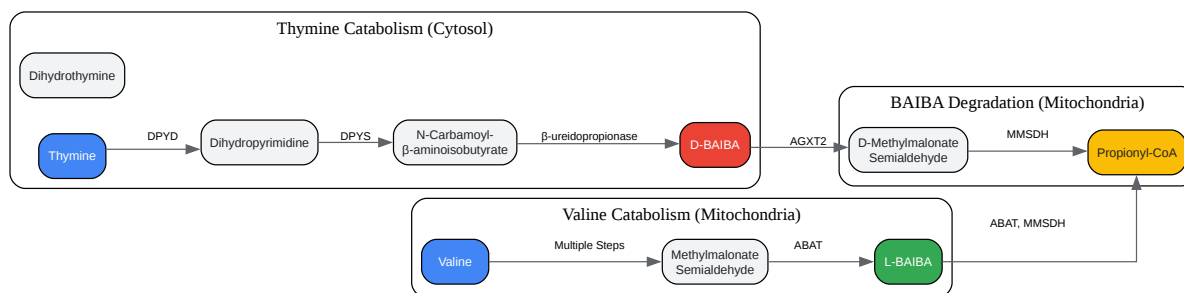 Thymine Catabolism (Cytosol)
Dihydrothymine
Thymine
DPYD
Dihydropyrimidine
DPYS
N-Carbamoyl-
β-aminoisobutyrate
β-ureidopropionase
D-BAIBA
AGXT2
BAIBA Degradation (Mitochondria)
D-Methylmalonate
Semialdehyde
MMSDH
Propionyl-CoA
Valine Catabolism (Mitochondria)
Valine
Multiple Steps
Methylmalonate
Semialdehyde
ABAT
L-BAIBA
ABAT, MMSDH